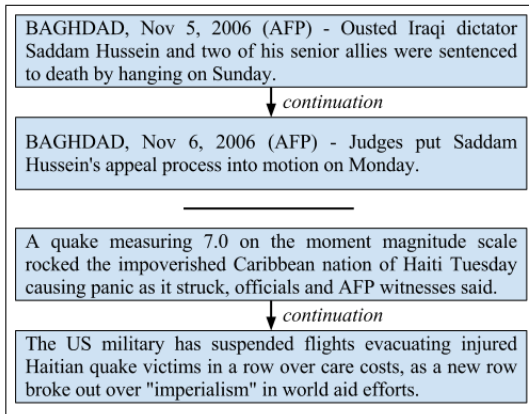 BAGHDAD, Nov 5, 2006 (AFP) - Ousted Iraqi dictator
Saddam Hussein and two of his senior allies were sentenced
to death by hanging on Sunday.
continuation
BAGHDAD, Nov 6, 2006 (AFP) - Judges put Saddam
Hussein's appeal process into motion on Monday.
A quake measuring 7.0 on the moment magnitude scale
rocked the impoverished Caribbean nation of Haiti Tuesday
causing panic as it struck, officials and AFP witnesses said.
continuation
The US military has suspended flights evacuating injured
Haitian quake victims in a row over care costs, as a new row
broke out over "imperialism" in world aid efforts.